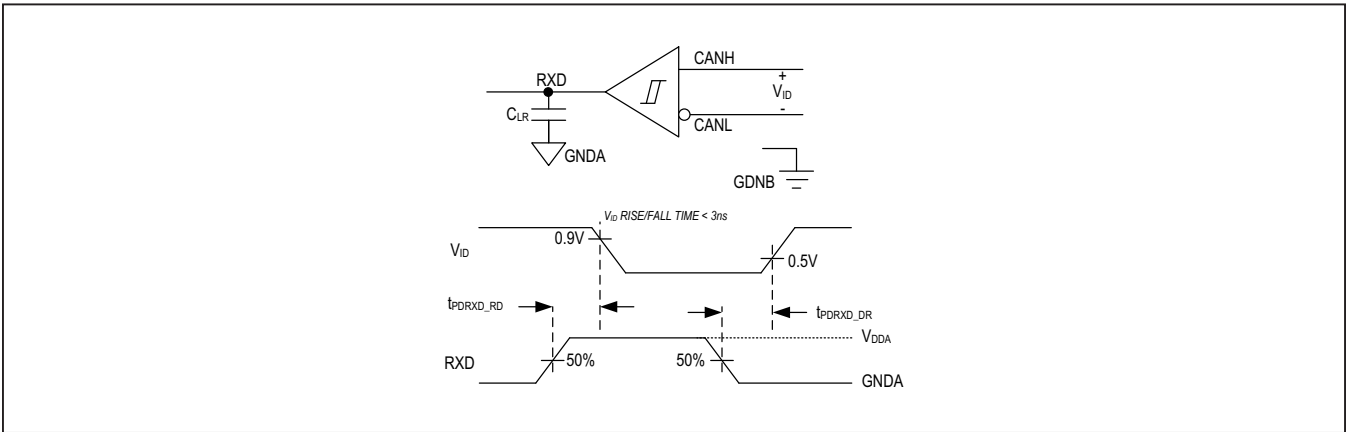 CANH
RXD
+
VID
CLR
-
CANL
GNDA
GDNB
VID RISE/FALL TIME < 3ns
0.9V
VID
0.5V
tPDRXD_RD
tPDRXD_DR
VDDA
RXD
50%
50%
GNDA